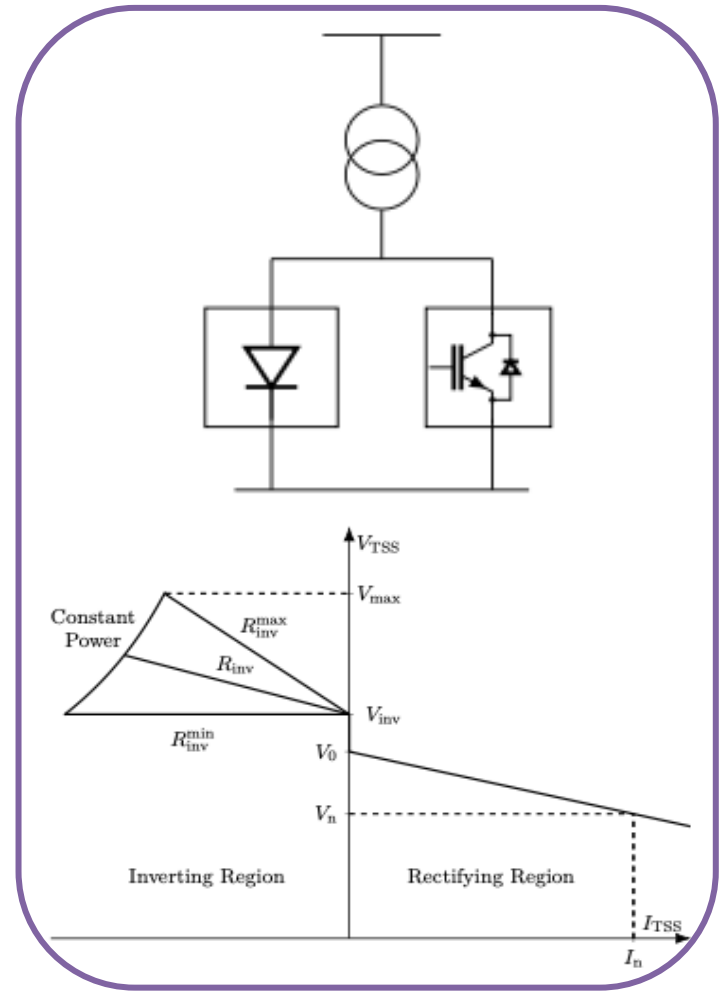 V_TSS
V_max
Constant
Power
R_inv^max
R_inv
V_inv
R_inv^min
V_0
V_n
Inverting Region
Rectifying Region
I_TSS
I_n